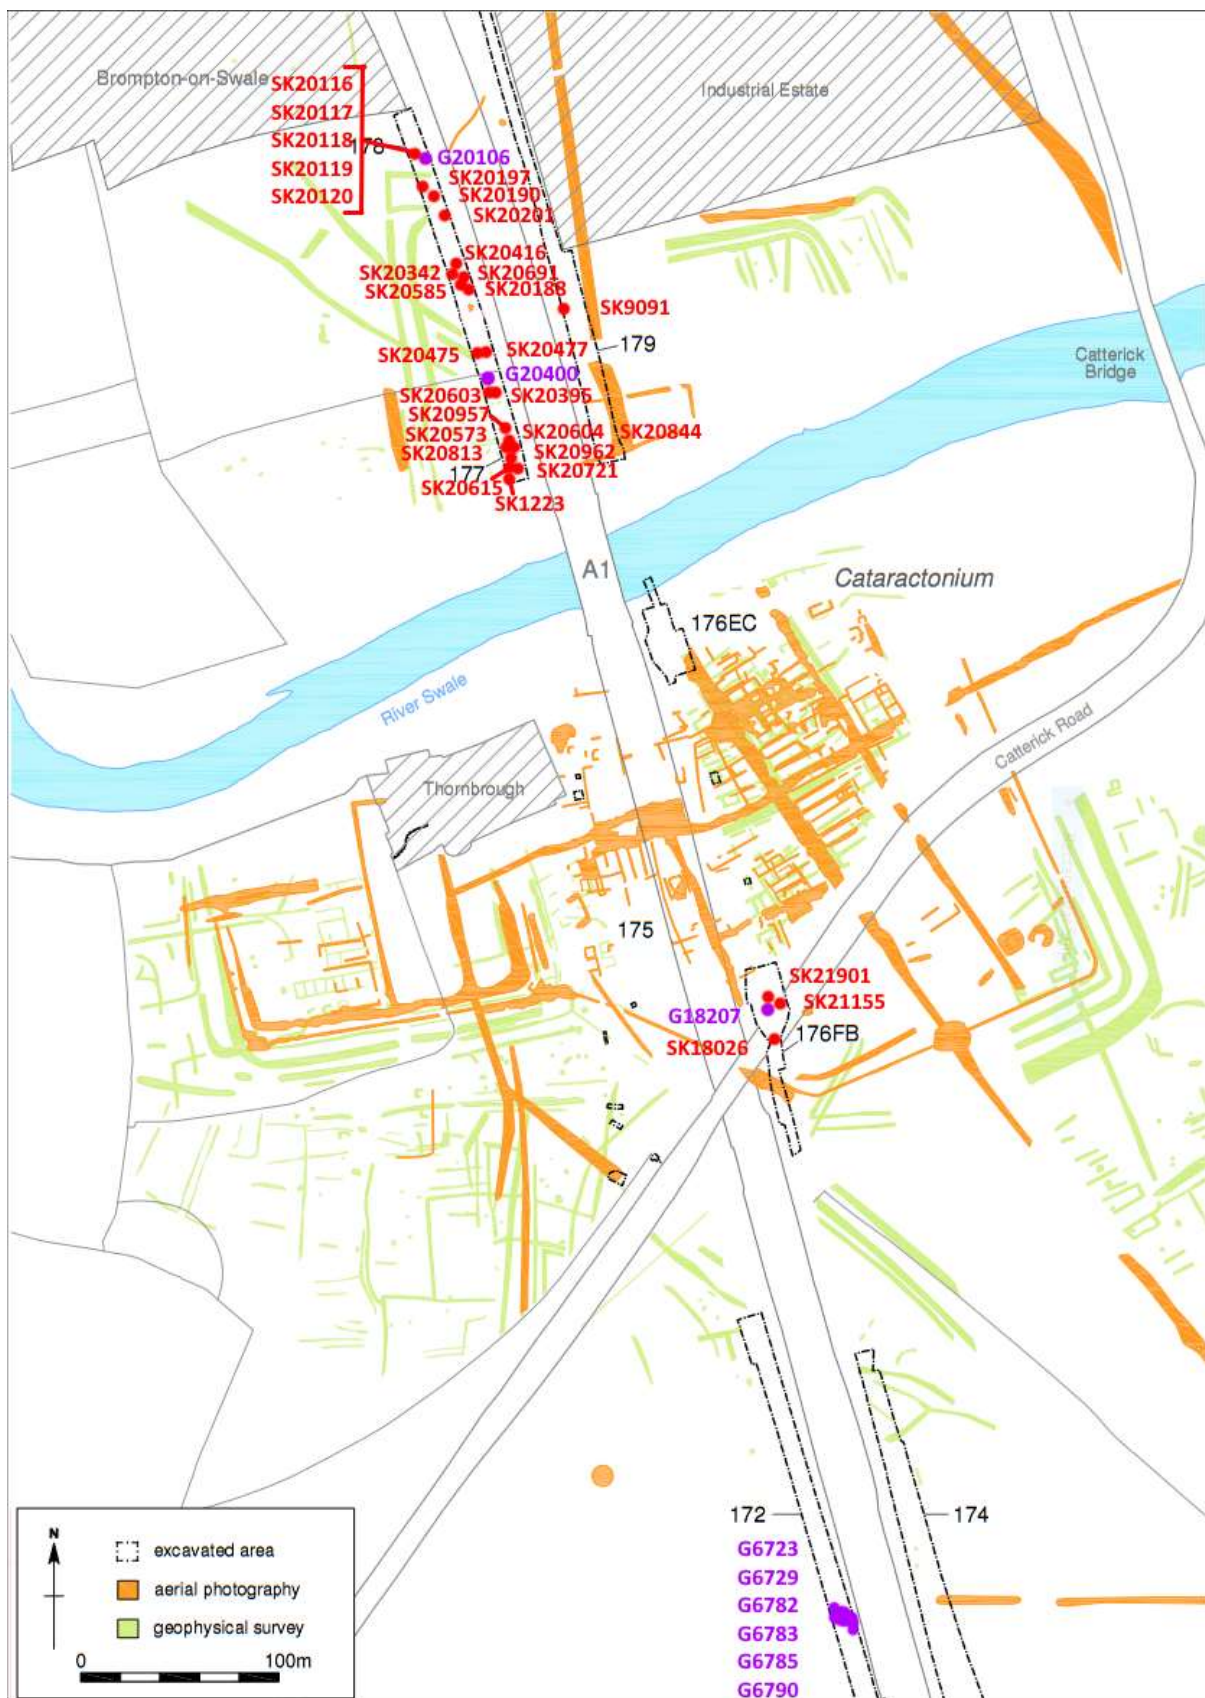 Brompton-on-Swale
Industrial Estate
SK20116
SK20117
SK20118
SK20119
SK20120
178
G20106
SK20197
SK20190
SK20201
SK20416
SK20342
SK20691
SK20585
SK20188
SK9091
179
SK20475
SK20477
G20400
SK20603
SK20395
SK20957
SK20573
SK20604
SK20844
SK20813
SK20962
177
SK20721
SK20615
SK1223
Catterick
Bridge
A1
Cataractonium
176EC
River Swale
Catterick Road
Thornbrough
175
SK21901
SK21155
G18207
176FB
SK18026
172
174
G6723
G6729
G6782
G6783
G6785
G6790
N
excavated area
aerial photography
geophysical survey
0 100m